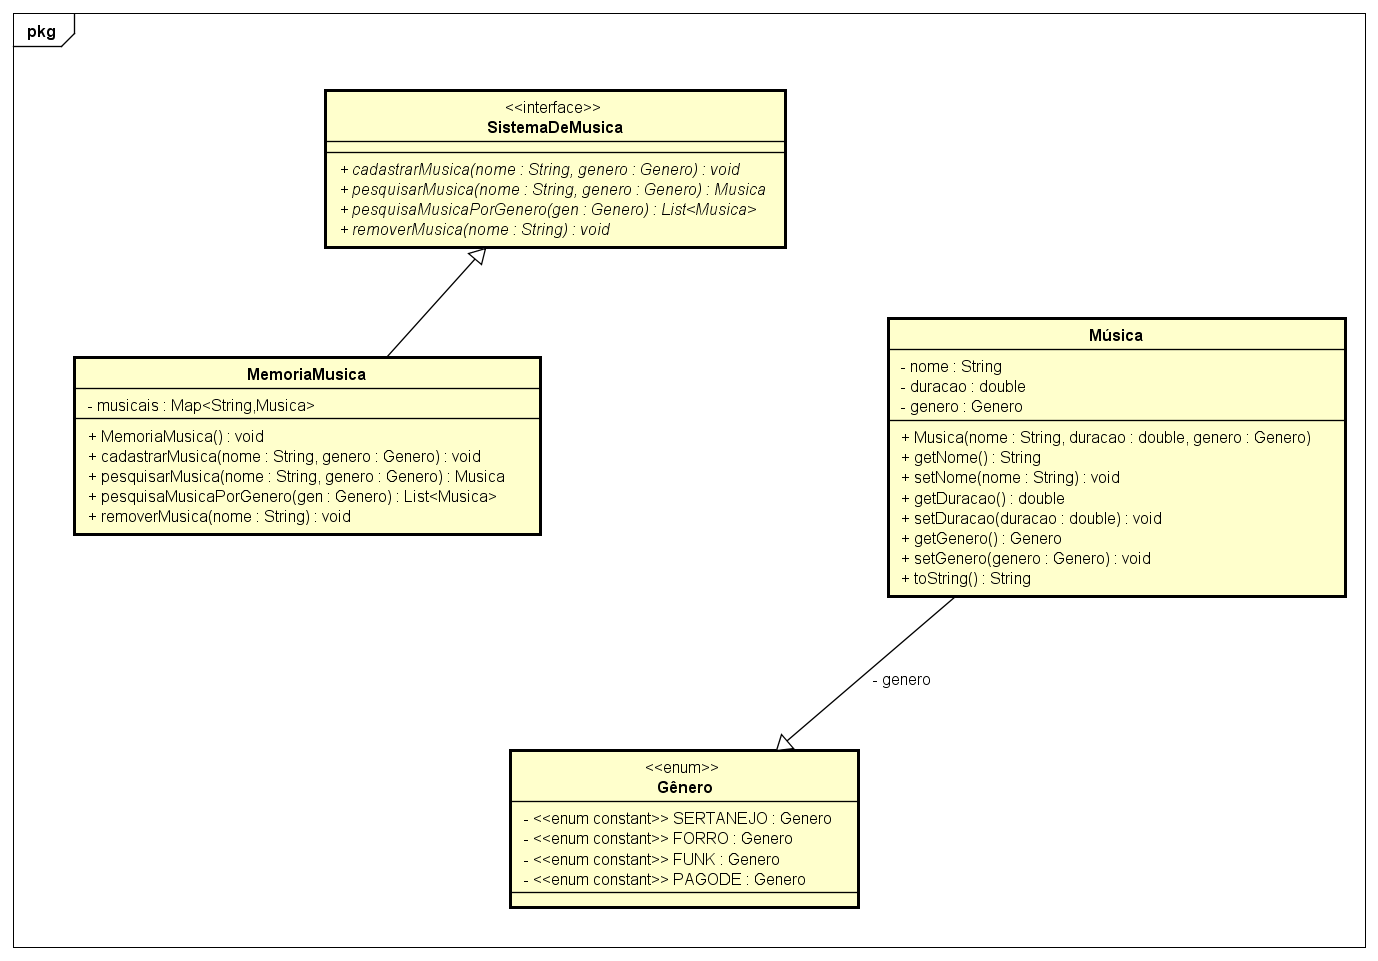 pkg
<<interface>>
SistemaDeMusica
+ cadastrarMusica(nome : String, genero : Genero) : void
+ pesquisarMusica(nome : String, genero : Genero) : Musica
+ pesquisaMusicaPorGenero(gen : Genero) : List<Musica>
+ removerMusica(nome : String) : void
MemoriaMusica
- musicais : Map<String,Musica>
+ MemoriaMusica() : void
+ cadastrarMusica(nome : String, genero : Genero) : void
+ pesquisarMusica(nome : String, genero : Genero) : Musica
+ pesquisaMusicaPorGenero(gen : Genero) : List<Musica>
+ removerMusica(nome : String) : void
Música
- nome : String
- duracao : double
- genero : Genero
+ Musica(nome : String, duracao : double, genero : Genero)
+ getNome() : String
+ setNome(nome : String) : void
+ getDuracao() : double
+ setDuracao(duracao : double) : void
+ getGenero() : Genero
+ setGenero(genero : Genero) : void
+ toString() : String
- genero
<<enum>>
Gênero
- <<enum constant>> SERTANEJO : Genero
- <<enum constant>> FORRO : Genero
- <<enum constant>> FUNK : Genero
- <<enum constant>> PAGODE : Genero